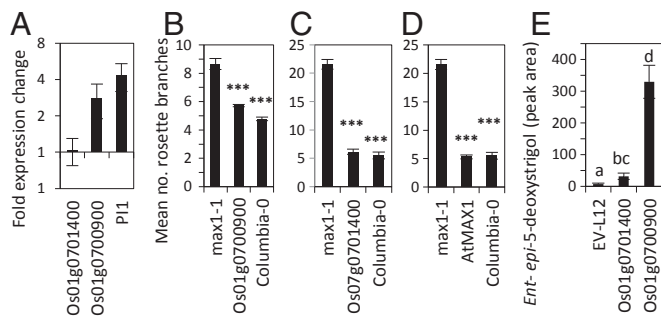 A
Fold expression change
8
4
2
1
1
Os01g0701400
Os01g0700900
PI1
B
Mean no. rosette branches
10
8
6
4
2
0
***
***
max1-1
Os01g0700900
Columbia-0
C
25
20
15
10
5
0
***
***
max1-1
Os07g0701400
Columbia-0
D
25
20
15
10
5
0
***
***
max1-1
AtMAX1
Columbia-0
E
Ent- epi-5-deoxystrigol (peak area)
400
300
200
100
0
a
bc
d
EV-L12
Os01g0701400
Os01g0700900